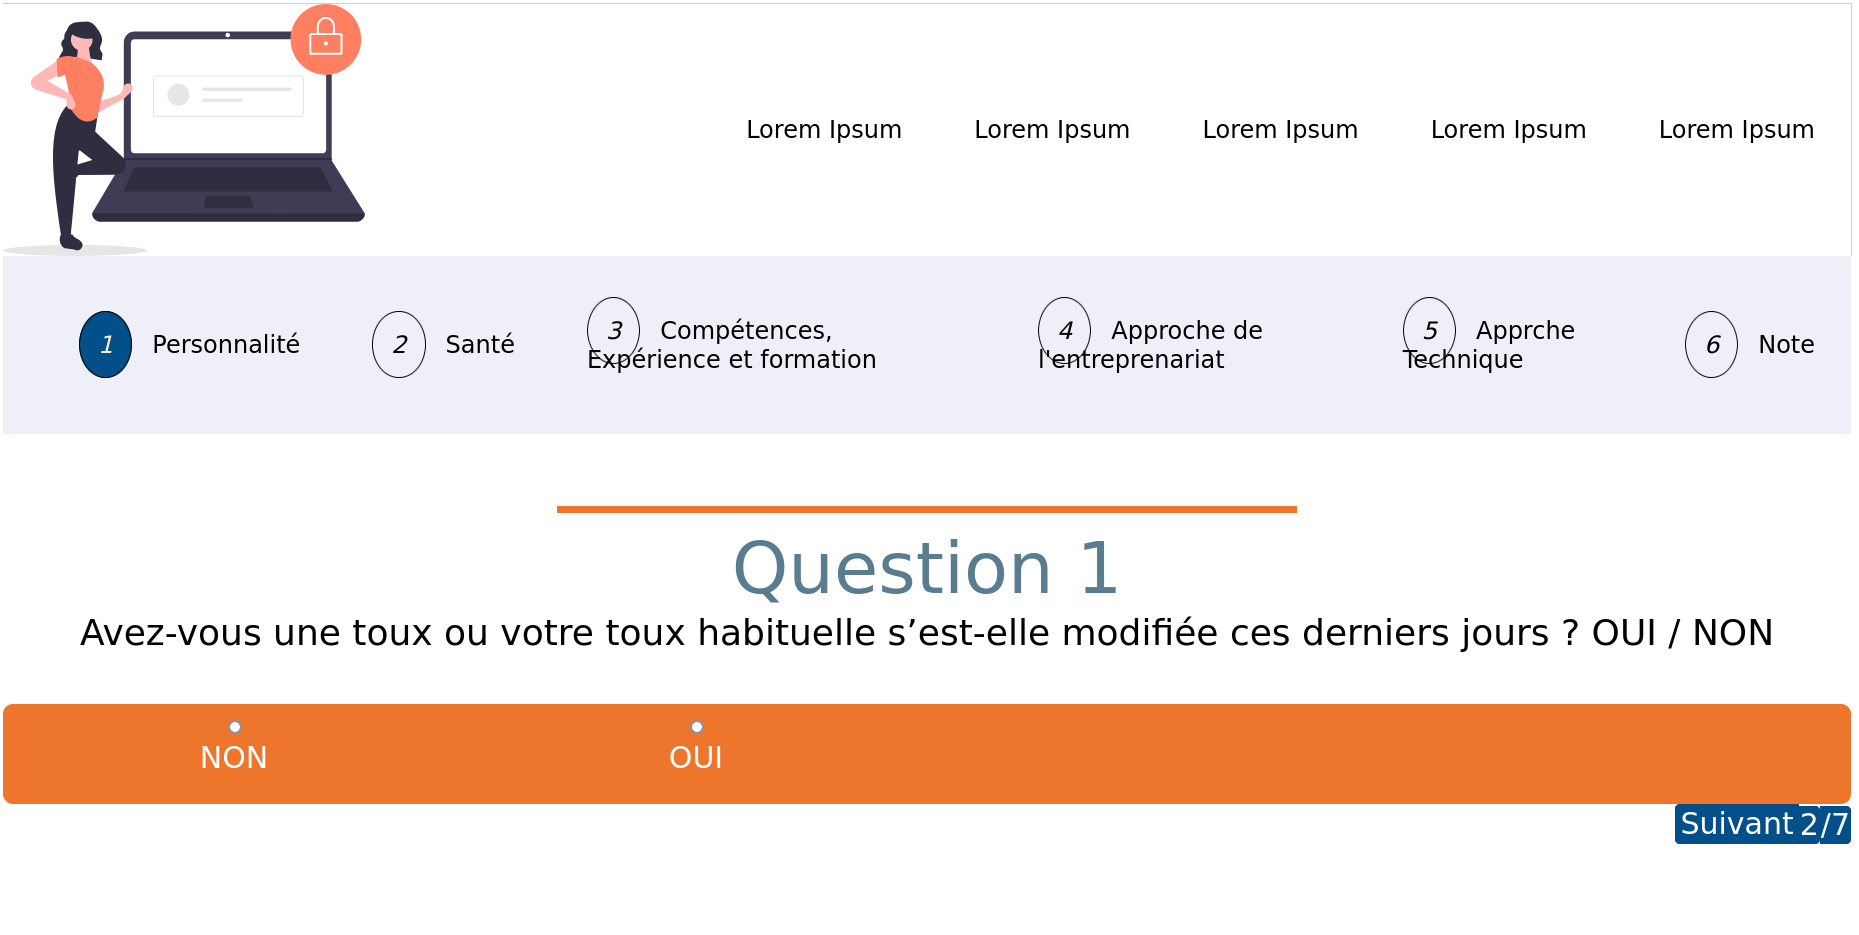 Lorem Ipsum Lorem Ipsum Lorem Ipsum Lorem Ipsum Lorem Ipsum
1 Personnalité
2 Santé
3 Compétences,
Expérience et formation
4 Approche de
l'entreprenariat
5 Apprche
Technique
6 Note
Question 1
Avez-vous une toux ou votre toux habituelle s’est-elle modifiée ces derniers jours ? OUI / NON
NON OUI
Suivant 2/7